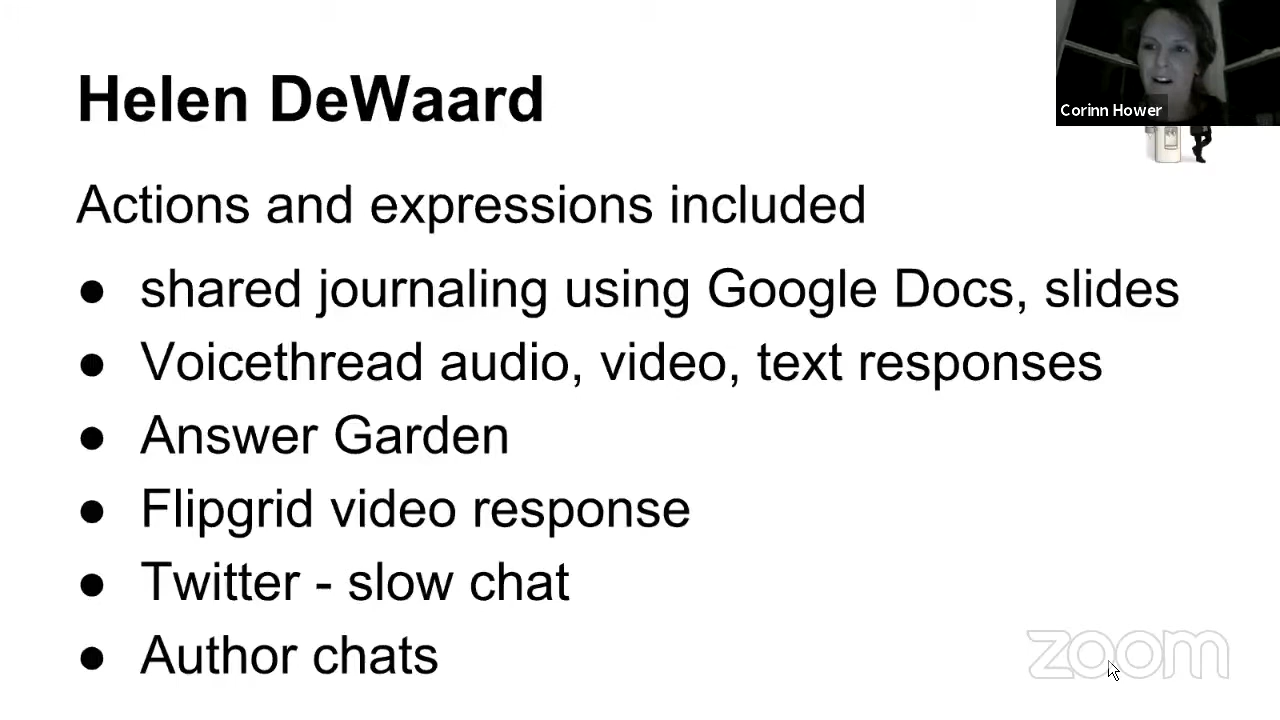 Helen DeWaard
Corinn Hower
Actions and expressions included
● shared journaling using Google Docs, slides
● Voicethread audio, video, text responses
● Answer Garden
● Flipgrid video response
● Twitter - slow chat
● Author chats
zoom